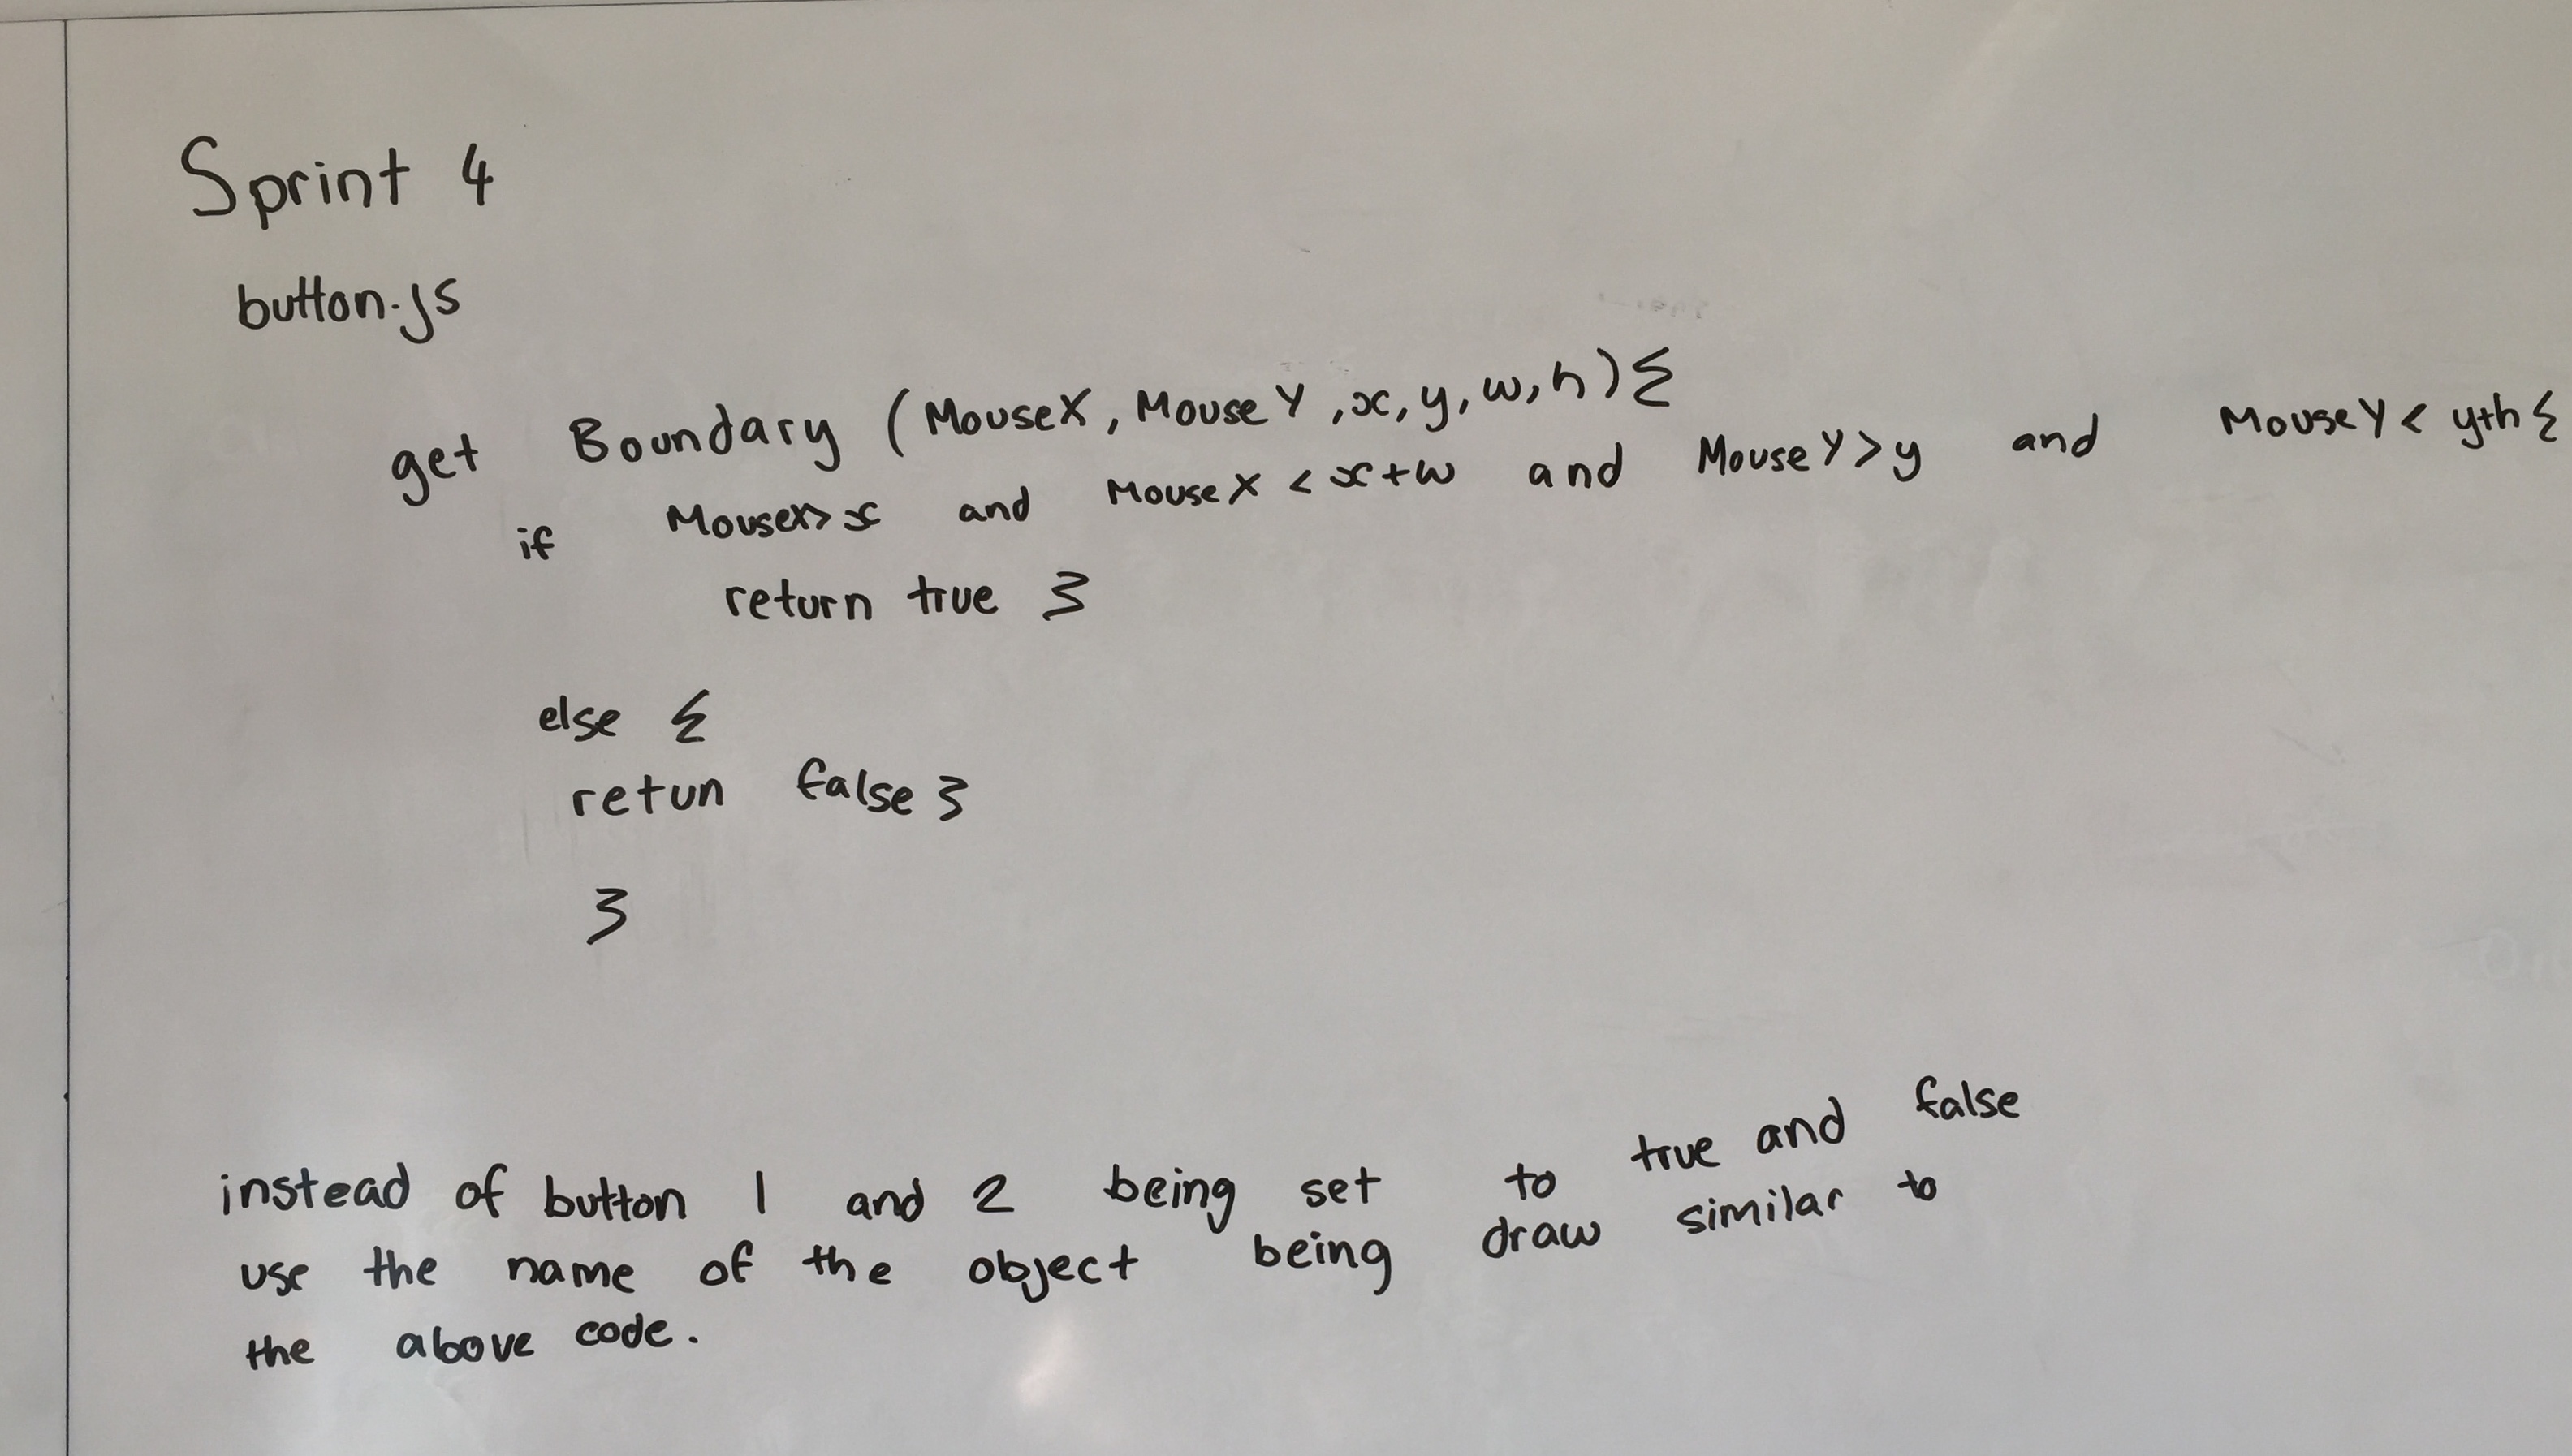 Sprint 4
button.js
get Boundary (MouseX, MouseY, x, y, w, h) {
if MouseX > x and MouseX < x+w and MouseY > y and MouseY < y+h {
return true }
else {
retun false }
}
instead of button 1 and 2 being set to true and false
use the name of the object being draw similar to
the above code.